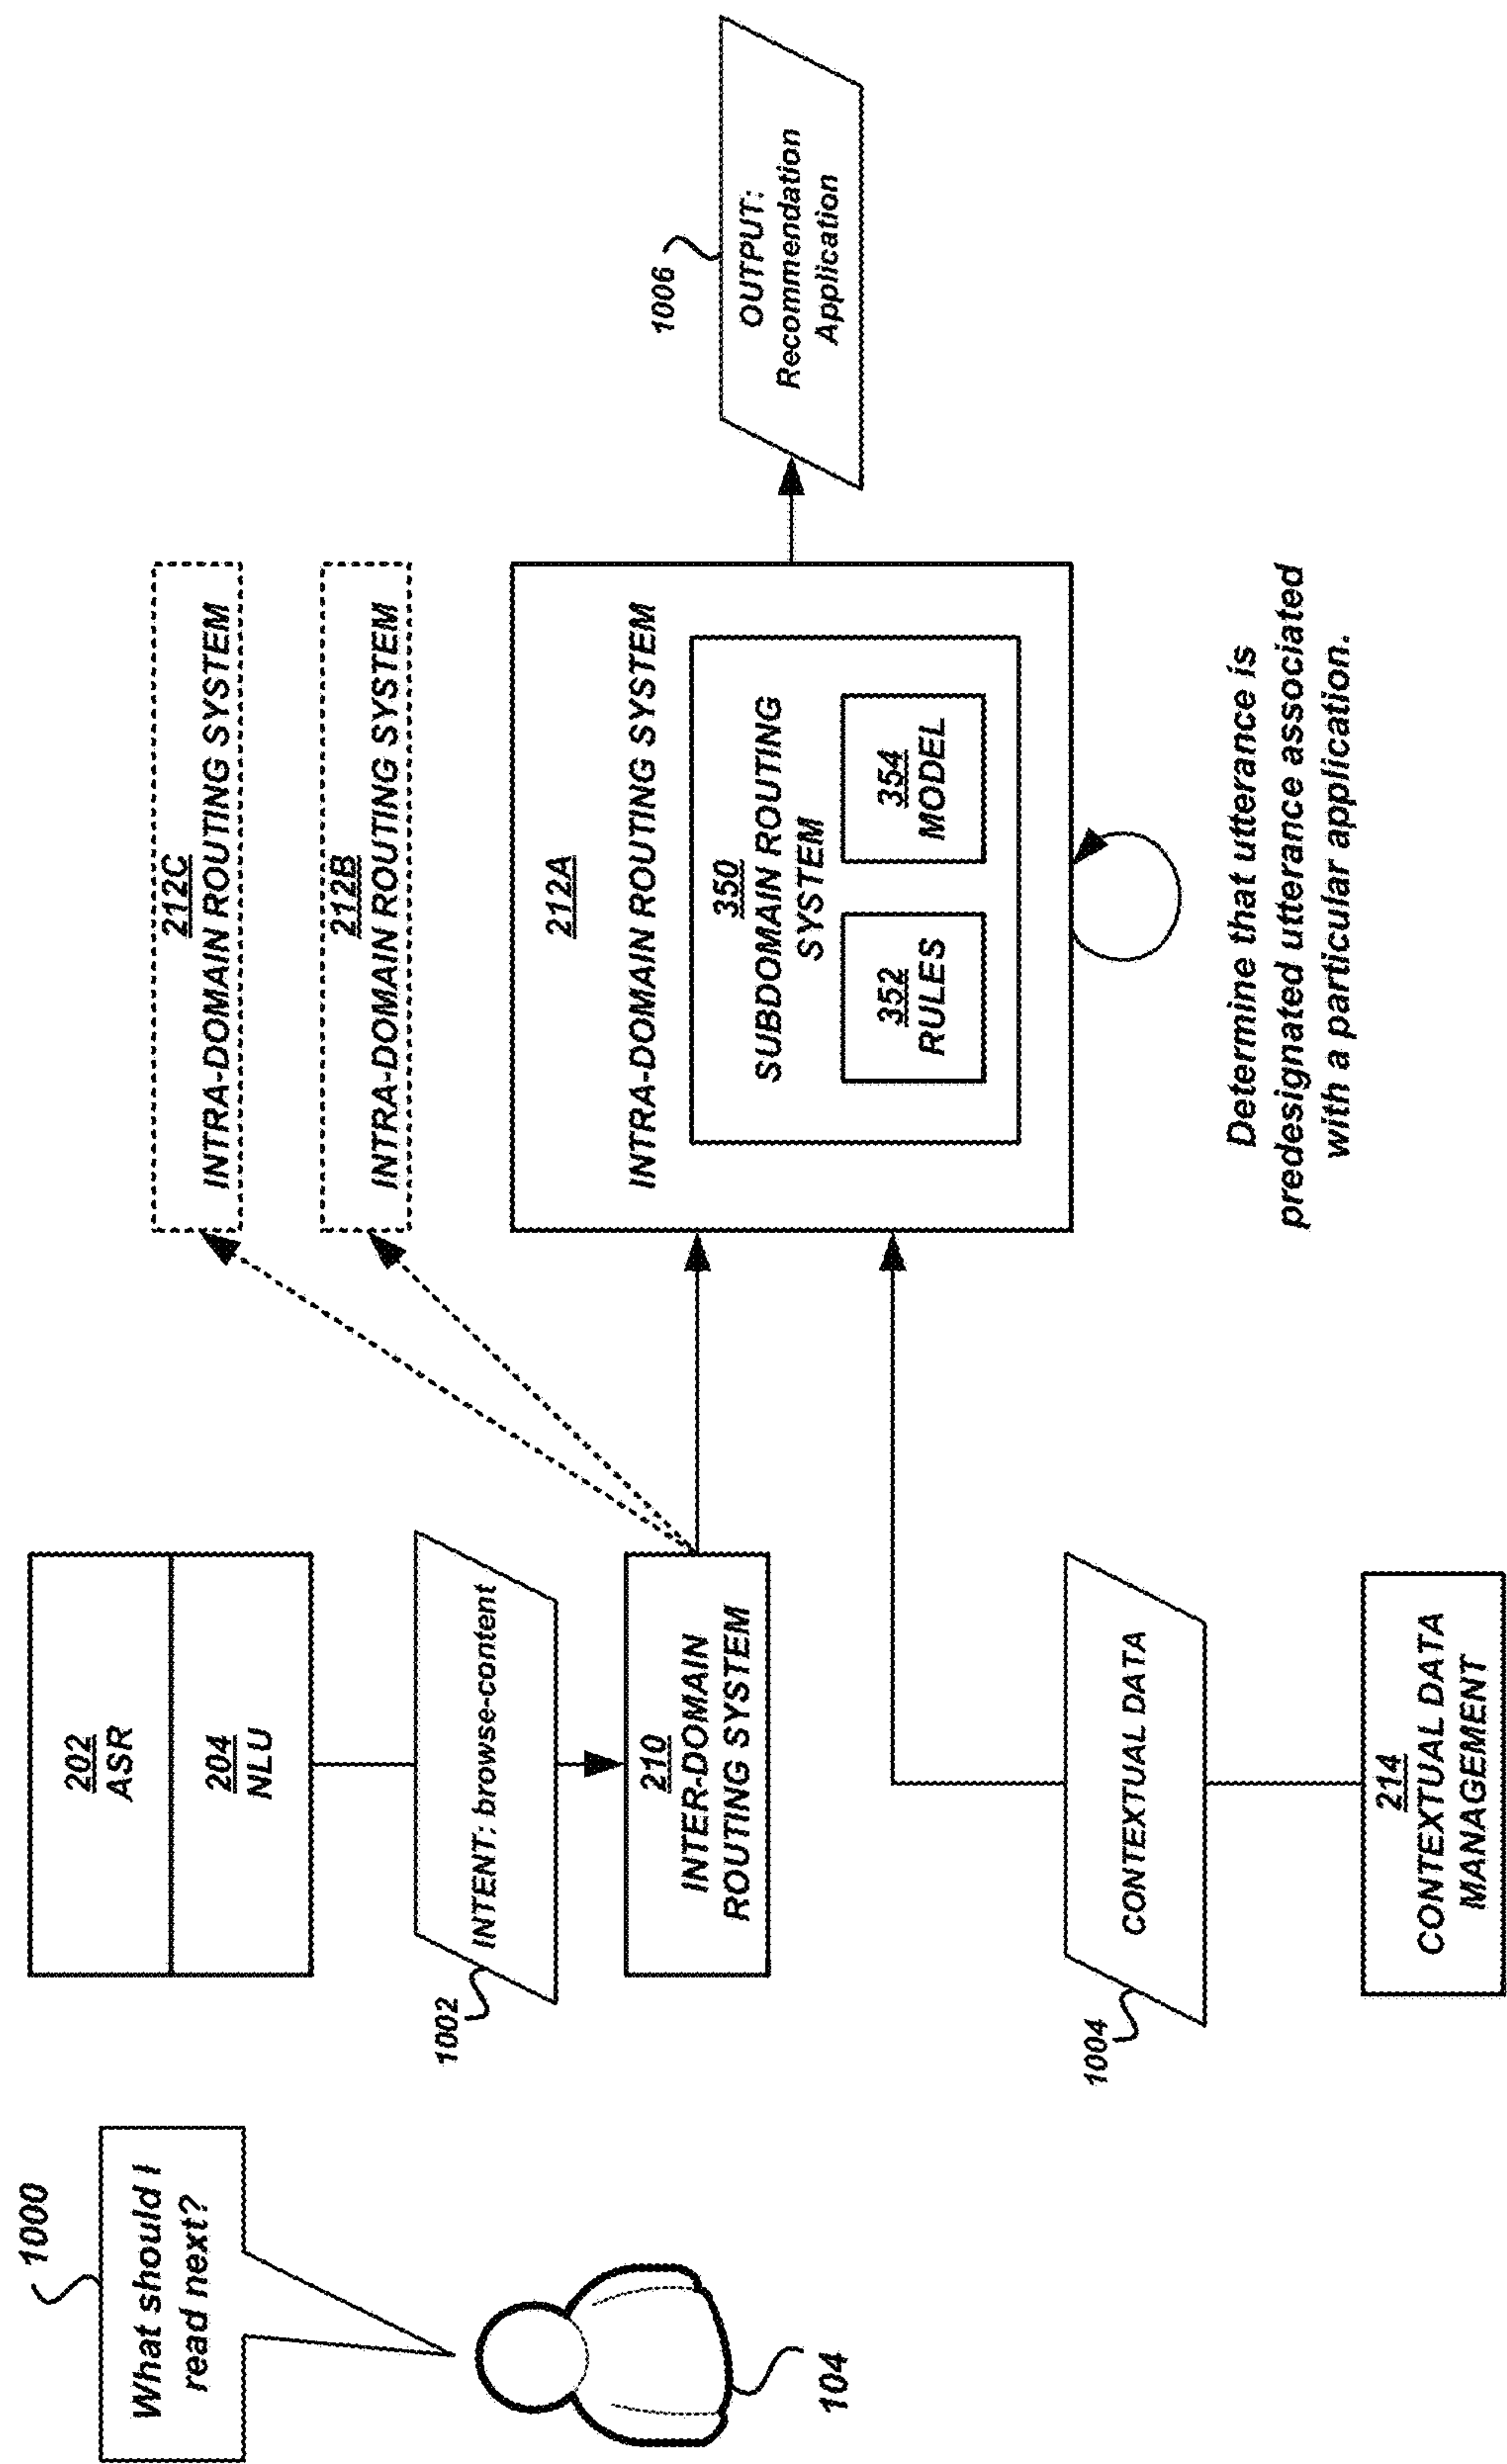 1000
What should I
read next?
104
202
ASR
204
NLU
1002
INTENT: browse-content
210
INTER-DOMAIN
ROUTING SYSTEM
1004
CONTEXTUAL DATA
214
CONTEXTUAL DATA
MANAGEMENT
212C
INTRA-DOMAIN ROUTING SYSTEM
212B
INTRA-DOMAIN ROUTING SYSTEM
212A
INTRA-DOMAIN ROUTING SYSTEM
350
SUBDOMAIN ROUTING
SYSTEM
352
RULES
354
MODEL
Determine that utterance is
predesignated utterance associated
with a particular application.
1006
OUTPUT:
Recommendation
Application